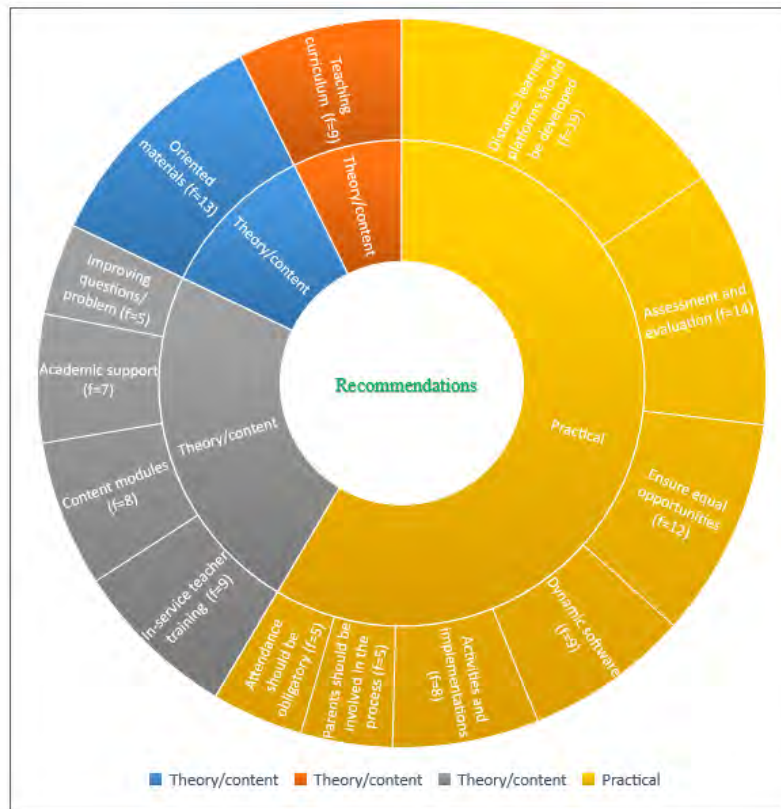 Teaching
curriculum (f=9)
Theory/content
Oriented
materials (f=13)
Theory/content
Improving
questions/
problem (f=5)
Academic support
(f=7)
Content modules
(f=8)
In-service teacher
training (f=9)
Theory/content
Recommendations
Practical
Distance learning
platforms should
be developed
(f=19)
Assessment and
evaluation (f=14)
Ensure equal
opportunities
(f=12)
Dynamic software
(f=9)
Activities and
implementations
(f=8)
Parents should be
involved in the
process (f=5)
Attendance
should be
obligatory (f=5)
Theory/content Theory/content Theory/content Practical